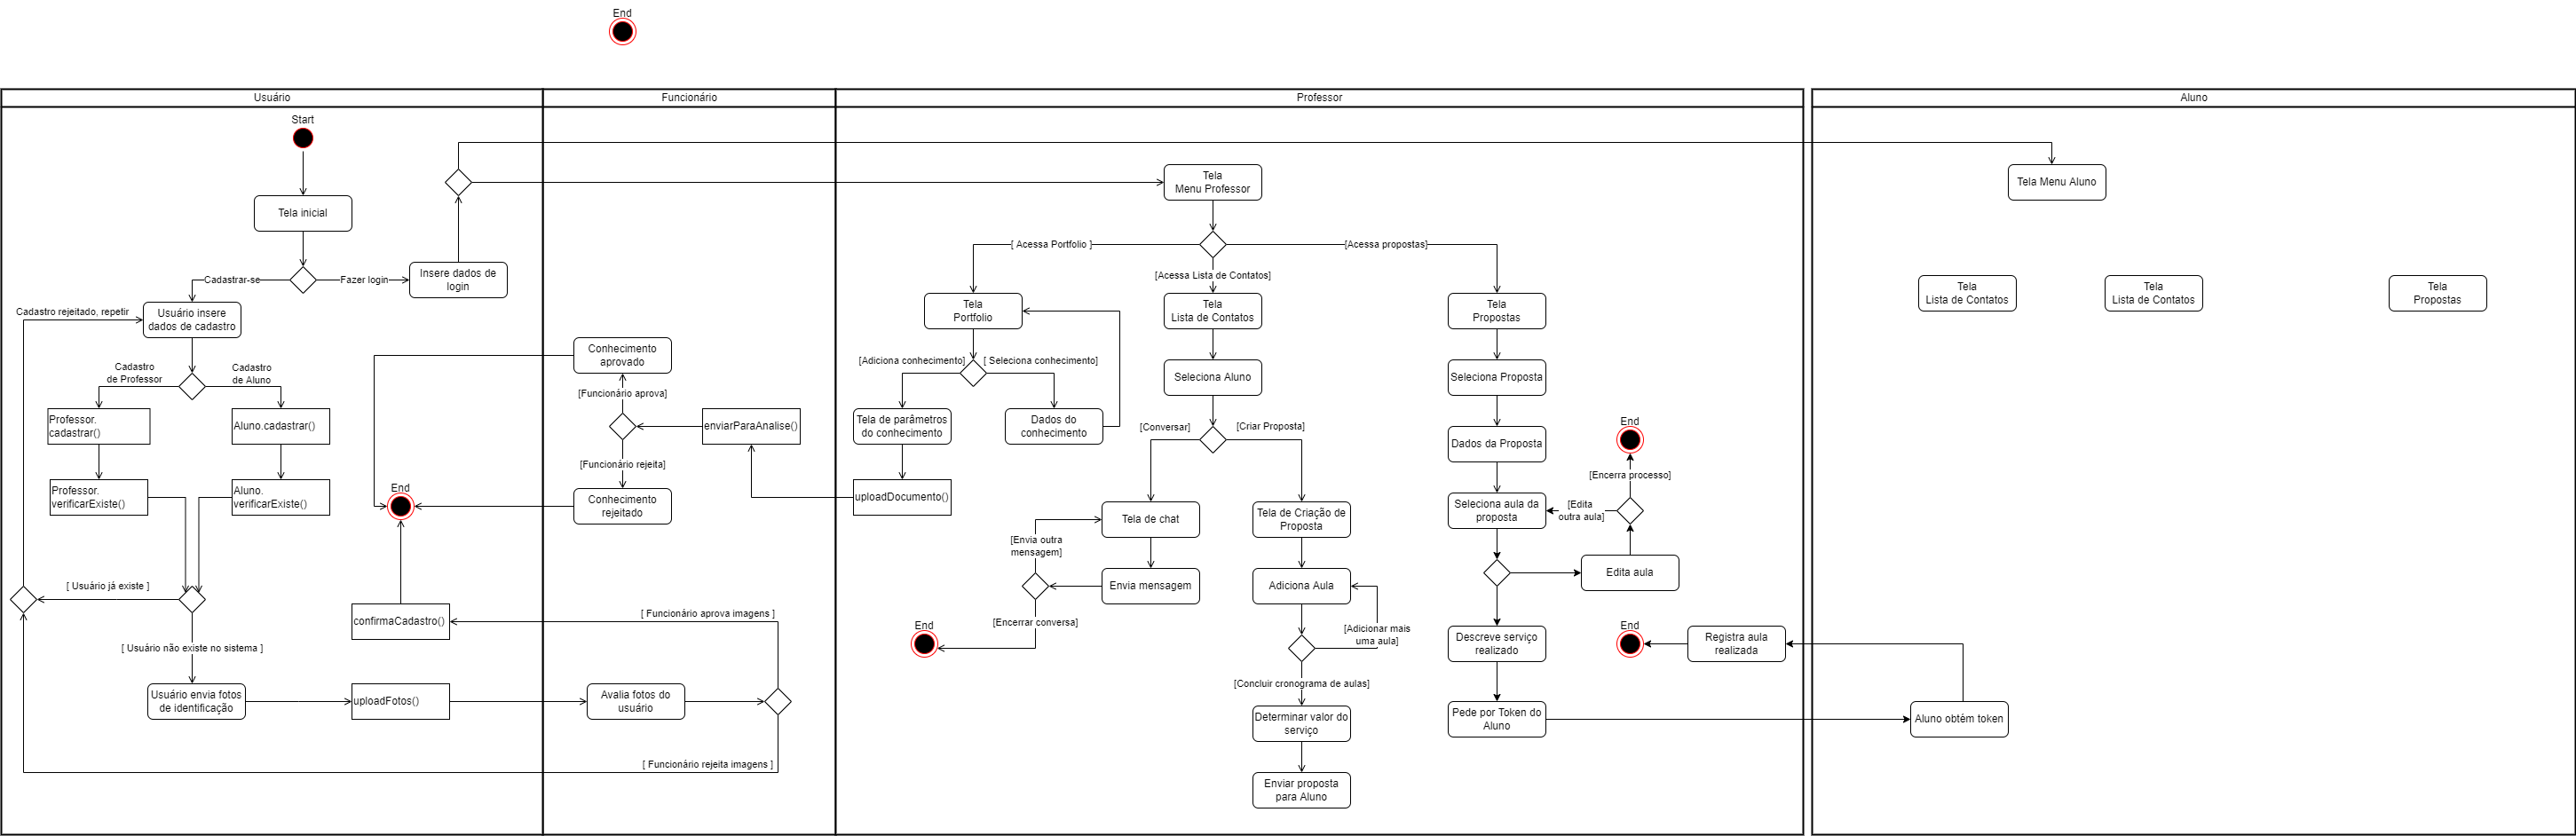 End
Usuário
Funcionário
Professor
Aluno
Start
Tela inicial
Cadastrar-se
Fazer login
Insere dados de
login
Cadastro rejeitado, repetir
Usuário insere
dados de cadastro
Cadastro
de Professor
Cadastro
de Aluno
Professor.
cadastrar()
Aluno.cadastrar()
Professor.
verificarExiste()
Aluno.
verificarExiste()
End
[ Usuário já existe ]
[ Usuário não existe no sistema ]
confirmaCadastro()
Usuário envia fotos
de identificação
uploadFotos()
Conhecimento
aprovado
[Funcionário aprova]
enviarParaAnalise()
[Funcionário rejeita]
Conhecimento
rejeitado
[ Funcionário aprova imagens ]
Avalia fotos do
usuário
[ Funcionário rejeita imagens ]
Tela
Menu Professor
[ Acessa Portfolio ]
[Acessa Lista de Contatos]
[Acessa propostas]
Tela
Portfolio
[Adiciona conhecimento]
[ Seleciona conhecimento]
Tela de parâmetros
do conhecimento
Dados do
conhecimento
uploadDocumento()
Tela
Lista de Contatos
Seleciona Aluno
[Conversar]
[Criar Proposta]
Tela de chat
[Envia outra
mensagem]
Envia mensagem
[Encerrar conversa]
End
Tela de Criação de
Proposta
Adiciona Aula
[Adicionar mais
uma aula]
[Concluir cronograma de aulas]
Determinar valor do
serviço
Enviar proposta
para Aluno
Tela
Propostas
Seleciona Proposta
Dados da Proposta
Seleciona aula da
proposta
End
[Encerra processo]
[Edita
outra aula]
Edita aula
Descreve serviço
realizado
End
Registra aula
realizada
Pede por Token do
Aluno
Tela Menu Aluno
Tela
Lista de Contatos
Tela
Lista de Contatos
Tela
Propostas
Aluno obtém token